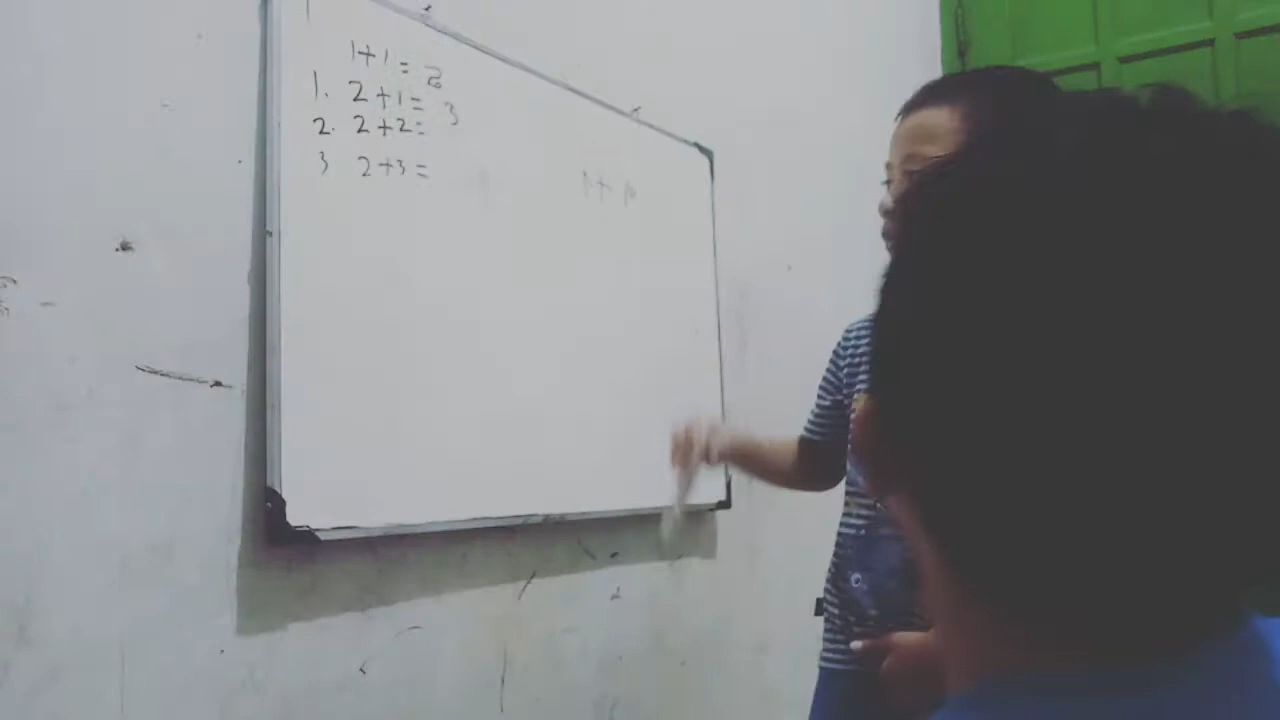 1+1 = 2
1. 2+1 = 3
2. 2+2=
3 2+3 =